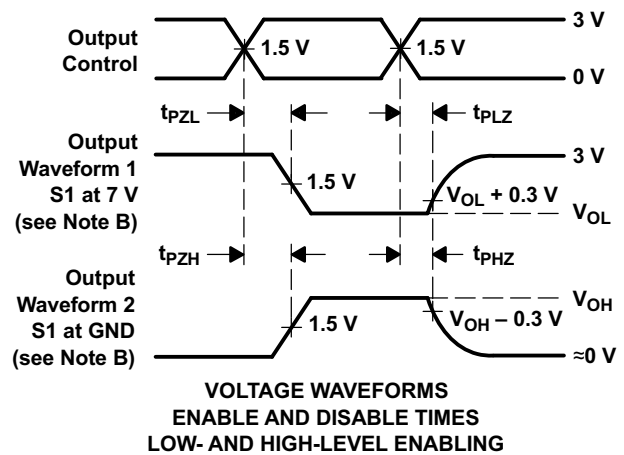 Output
Control
1.5 V
1.5 V
3 V
0 V
tPZL
tPLZ
Output
Waveform 1
S1 at 7 V
(see Note B)
1.5 V
3 V
VOL + 0.3 V
VOL
tPZH
tPHZ
Output
Waveform 2
S1 at GND
(see Note B)
1.5 V
VOH
VOH – 0.3 V
≈0 V
VOLTAGE WAVEFORMS
ENABLE AND DISABLE TIMES
LOW- AND HIGH-LEVEL ENABLING